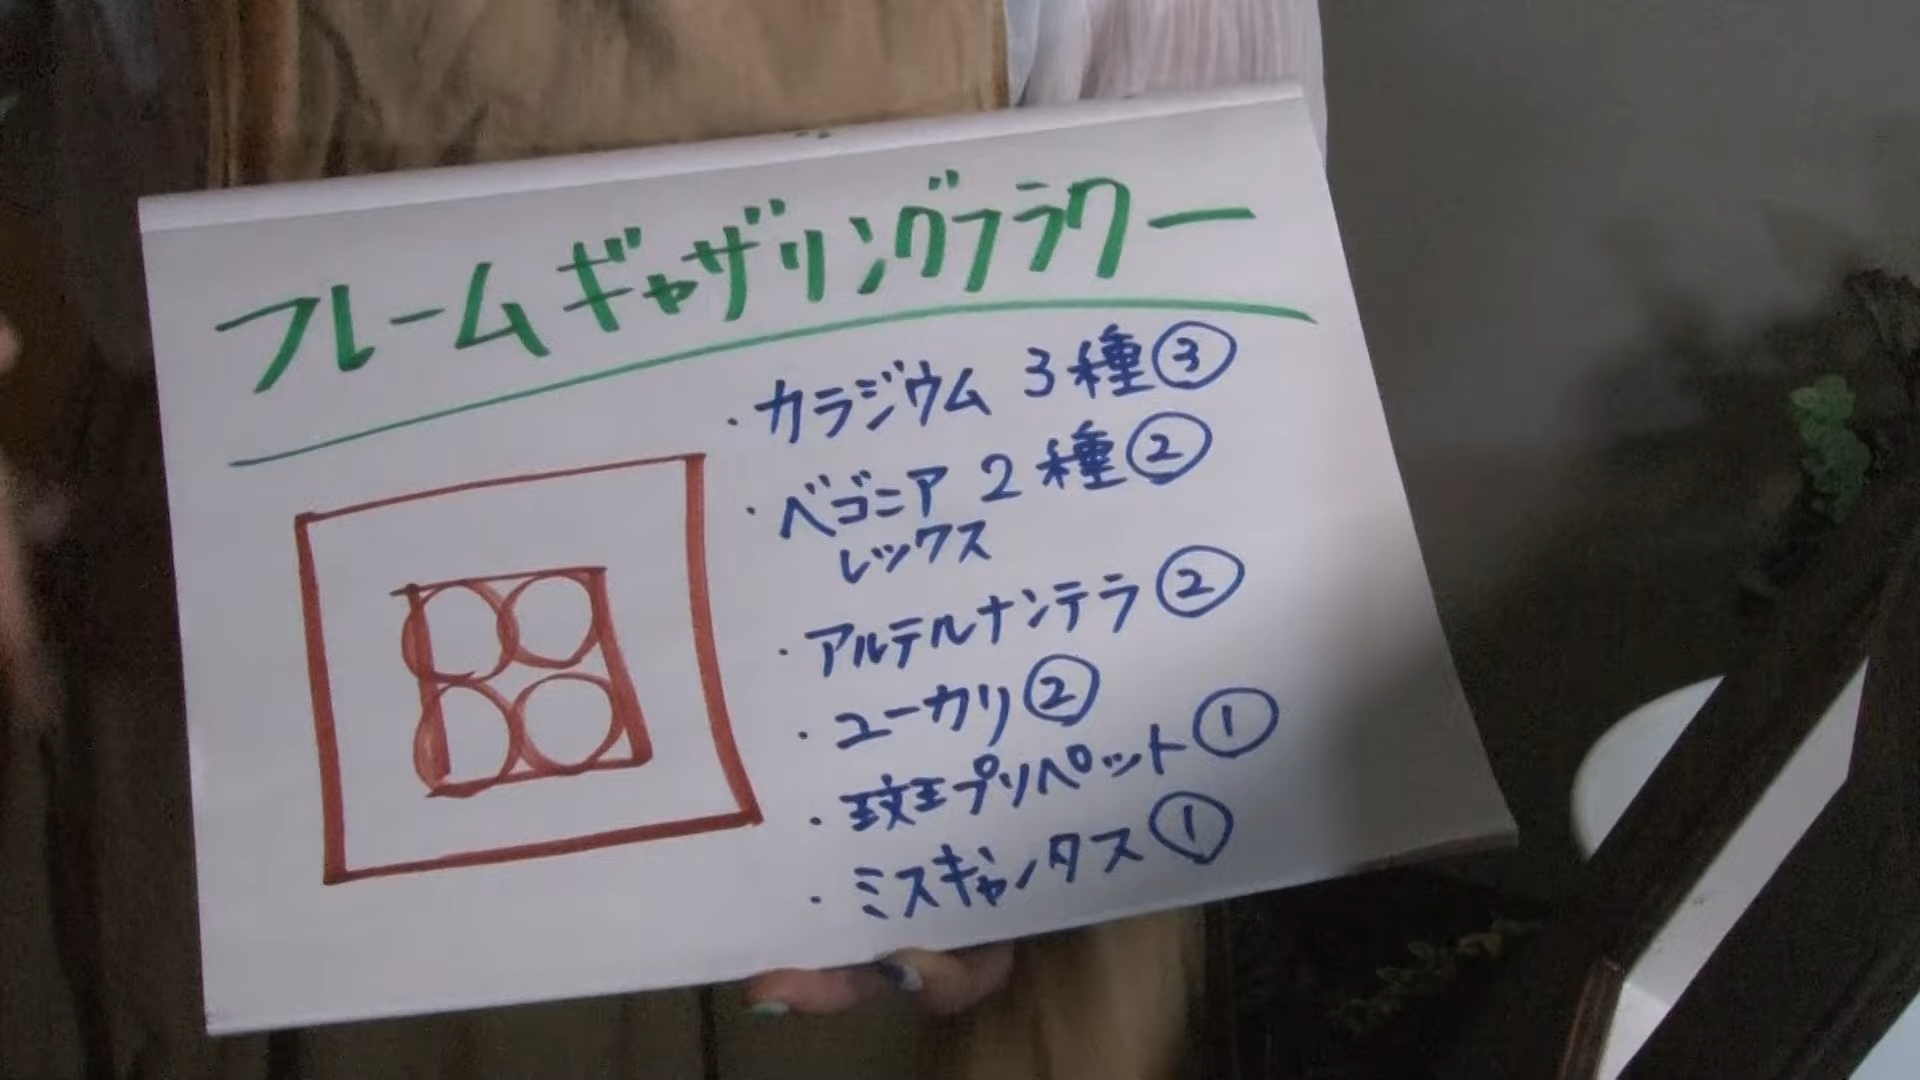 フレームギャザリングフラワー
・カラジウム 3種③
・ベゴニア 2種②
レックス
・アルテルナンテラ②
・ユーカリ②
・プリペット①
・ミスキャンタス①